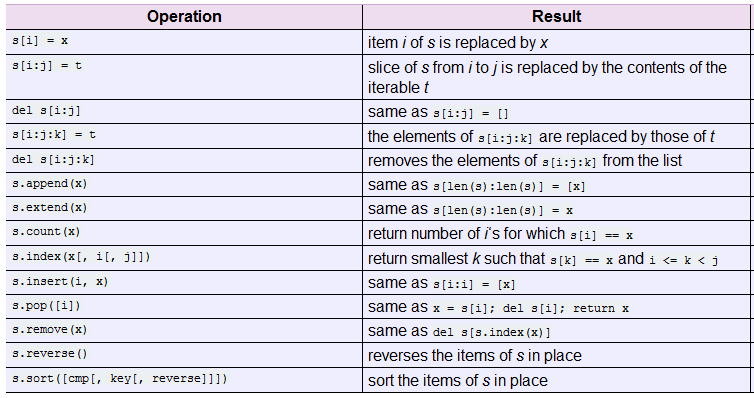 Operation Result
s[i] = x item i of s is replaced by x
s[i:j] = t slice of s from i to j is replaced by the contents of the
iterable t
del s[i:j] same as s[i:j] = []
s[i:j:k] = t the elements of s[i:j:k] are replaced by those of t
del s[i:j:k] removes the elements of s[i:j:k] from the list
s.append(x) same as s[len(s):len(s)] = [x]
s.extend(x) same as s[len(s):len(s)] = x
s.count(x) return number of i's for which s[i] == x
s.index(x[, i[, j]]) return smallest k such that s[k] == x and i <= k < j
s.insert(i, x) same as s[i:i] = [x]
s.pop([i]) same as x = s[i]; del s[i]; return x
s.remove(x) same as del s[s.index(x)]
s.reverse() reverses the items of s in place
s.sort([cmp[, key[, reverse]]]) sort the items of s in place